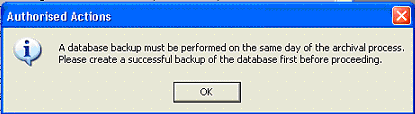 Authorised Actions
A database backup must be performed on the same day of the archival process.
Please create a successful backup of the database first before proceeding.
OK